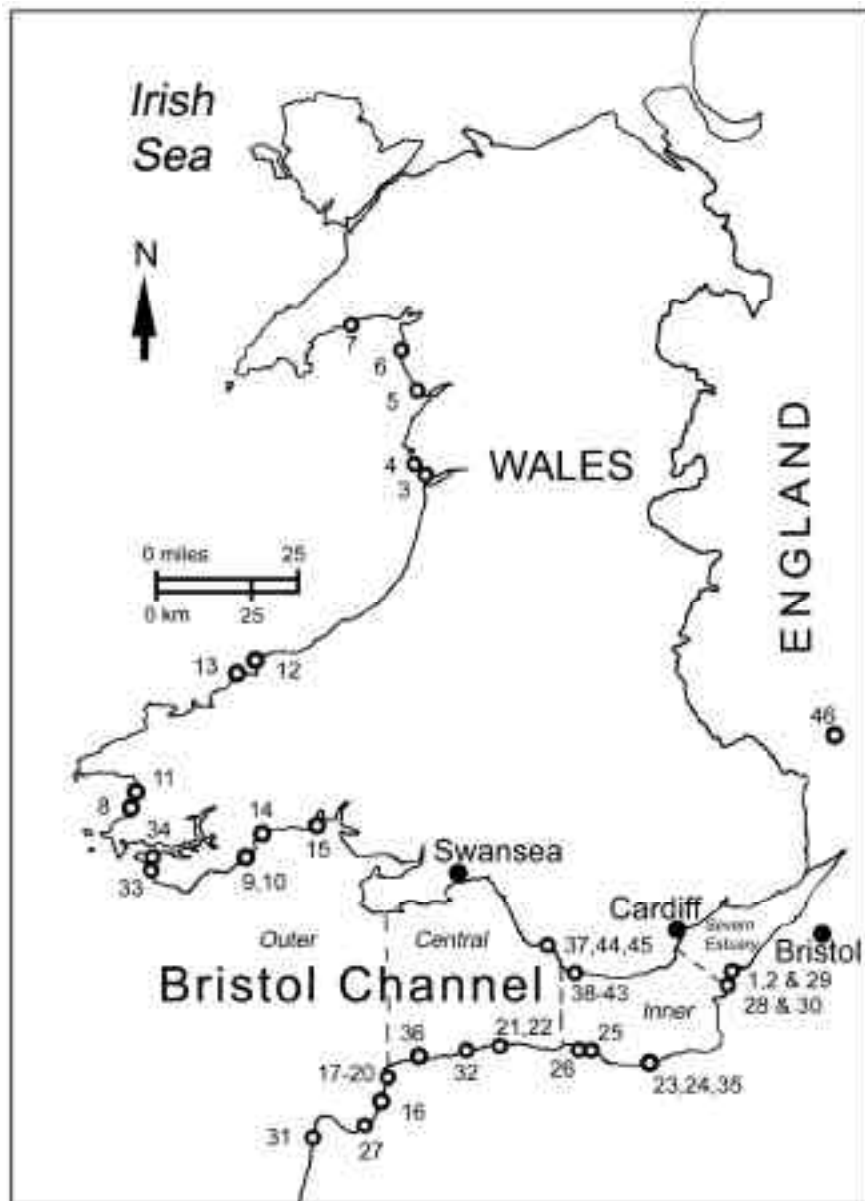 Irish
Sea
N
7
6
5
4
3
WALES
ENGLAND
0 miles 25
0 km 25
13 12
46
11
8
34
14
15
33
9,10
Swansea
Cardiff
Severn
Estuary
Bristol
Outer
Central
37,44,45
Bristol Channel
38-43
1,2 & 29
28 & 30
Inner
21,22
25
36
32
26
17-20
23,24,35
16
31
27